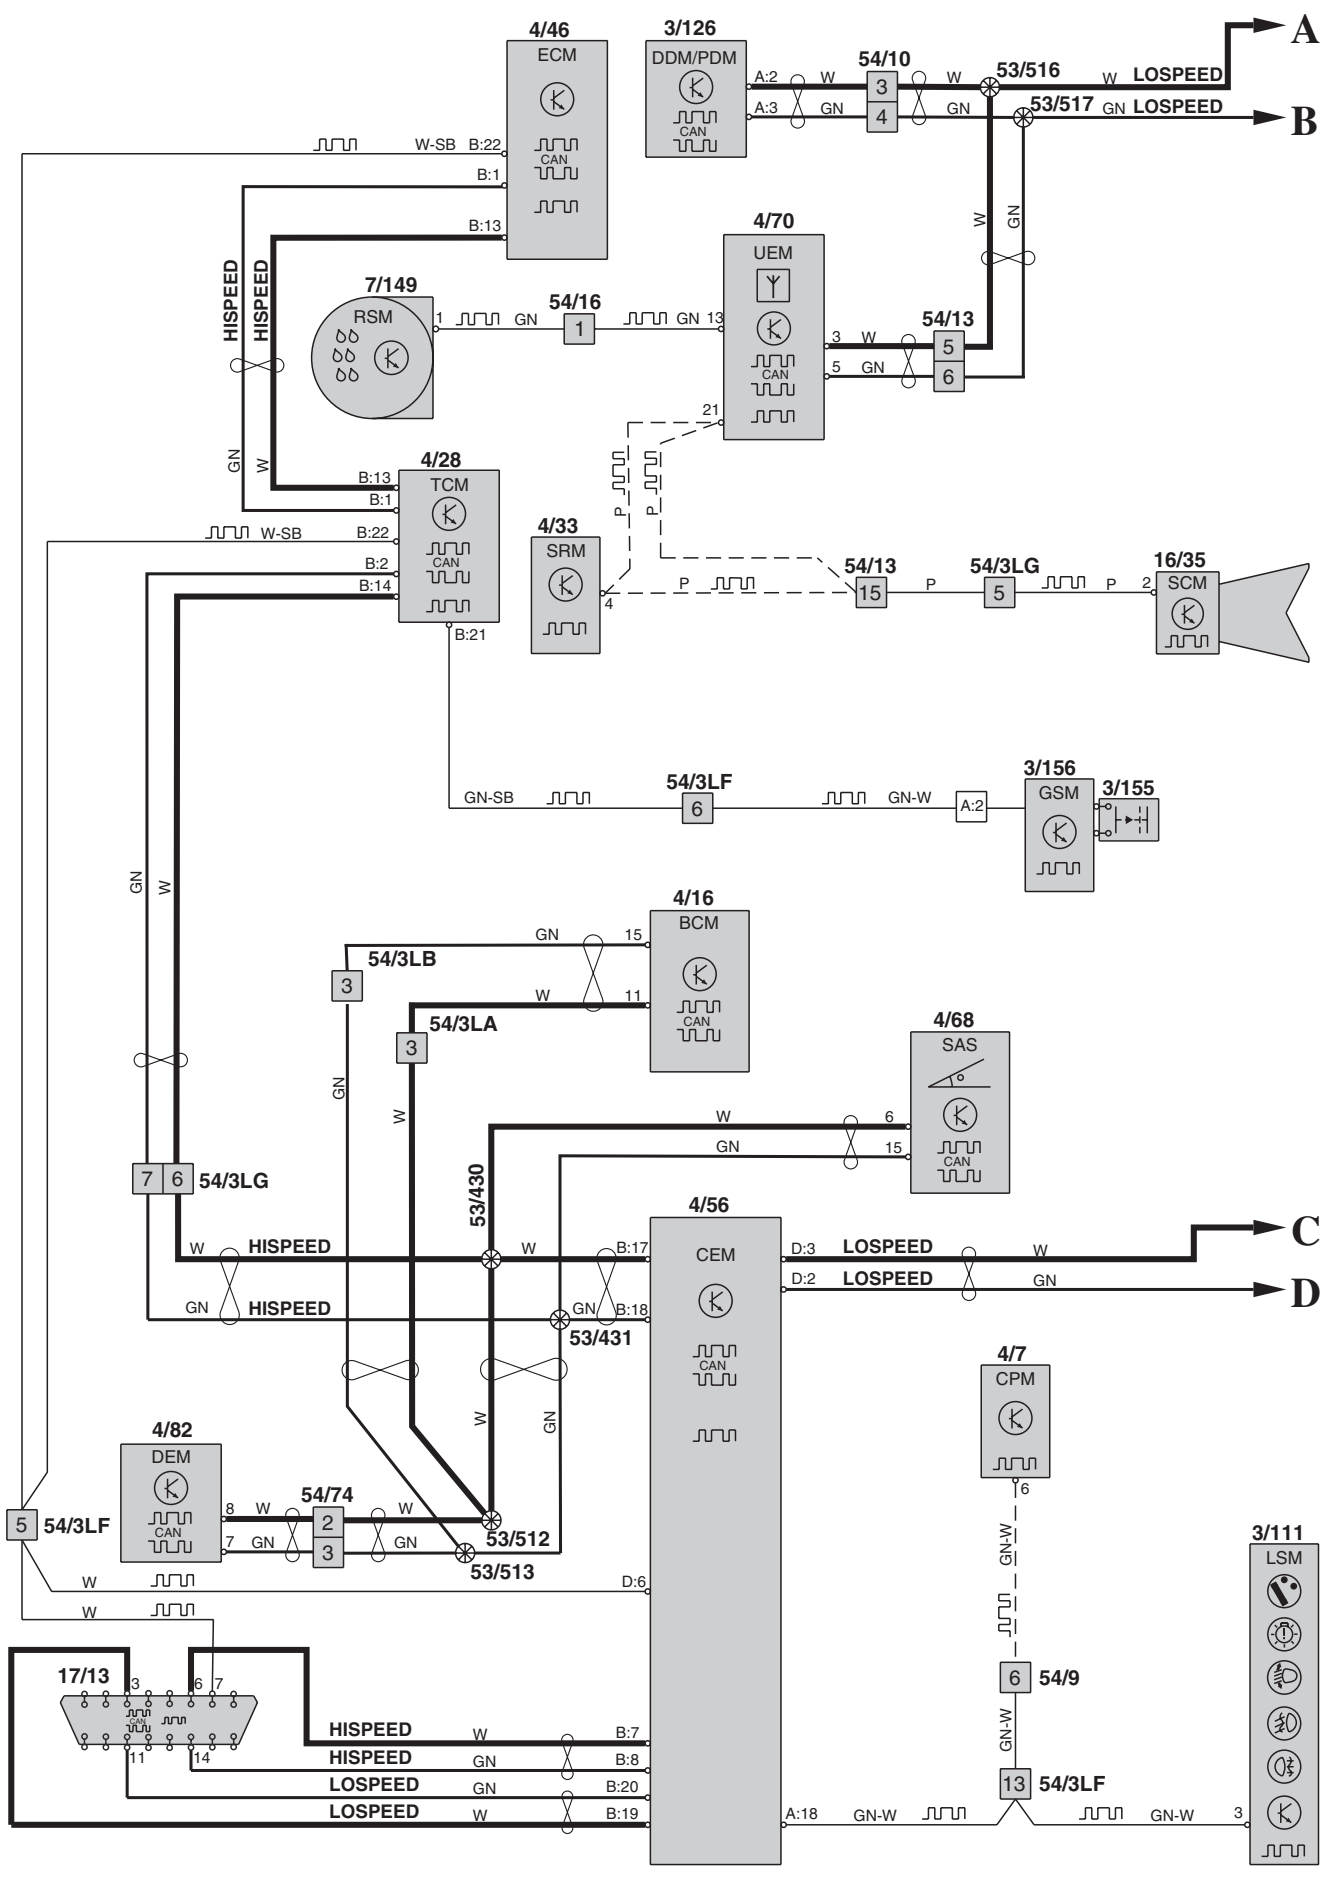 4/46
ECM
CAN
W-SB B:22
B:1
B:13
3/126
DDM/PDM
CAN
A:2
A:3
W
GN
54/10
3
4
W
GN
53/516
53/517
W LOSPEED
GN LOSPEED
A
B
W
GN
HISPEED
HISPEED
GN
W
7/149
RSM
1
GN
54/16
1
GN 13
4/70
UEM
CAN
3 W
5 GN
54/13
5
6
21
P
P
4/28
TCM
CAN
B:13
B:1
W-SB
B:22
B:2
B:14
B:21
4/33
SRM
4
P
54/13
15
P
54/3LG
5
P 2
16/35
SCM
GN-SB
54/3LF
6
GN-W
A:2
3/156
GSM
3/155
GN
W
4/16
BCM
CAN
GN 15
W 11
54/3LB
3
54/3LA
3
GN
W
4/68
SAS
CAN
W 6
GN 15
7 6
54/3LG
53/430
4/56
CEM
CAN
W HISPEED
W B:17
GN HISPEED
GN B:18
53/431
D:3 LOSPEED W
D:2 LOSPEED GN
C
D
W
GN
4/7
CPM
6
GN-W
4/82
DEM
CAN
8 W
7 GN
54/74
2
3
W
GN
53/512
53/513
5
54/3LF
W
D:6
W
17/13
3 6 7
CAN
11 14
HISPEED W B:7
HISPEED GN B:8
LOSPEED GN B:20
LOSPEED W B:19
6
54/9
GN-W
13
54/3LF
A:18 GN-W
GN-W 3
3/111
LSM